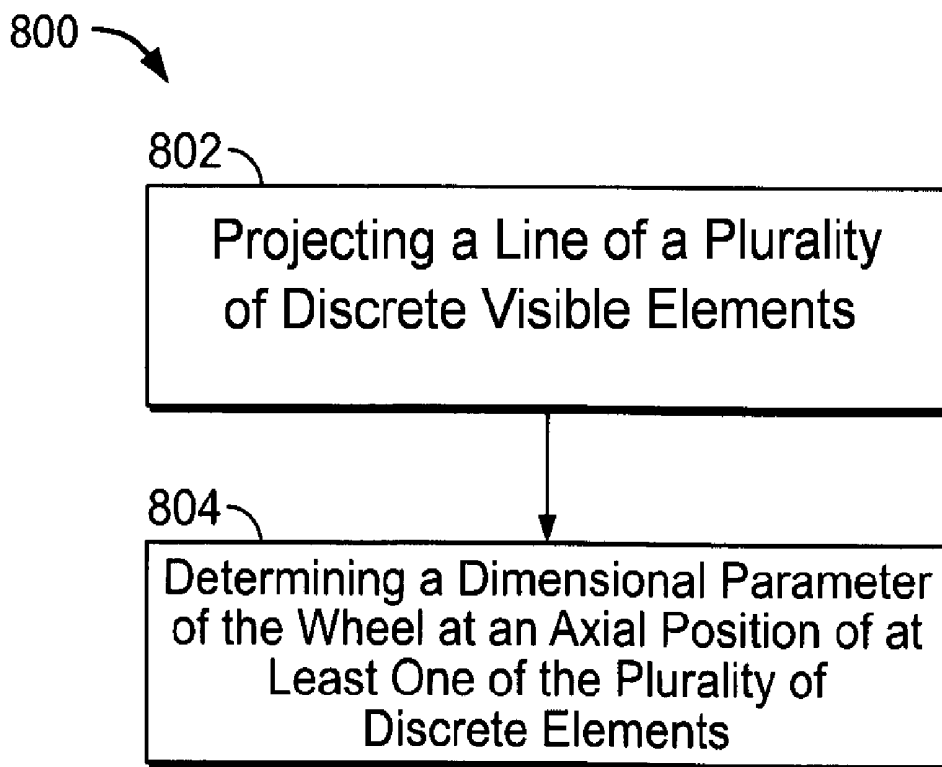 800
802
Projecting a Line of a Plurality
of Discrete Visible Elements
804
Determining a Dimensional Parameter
of the Wheel at an Axial Position of at
Least One of the Plurality of
Discrete Elements